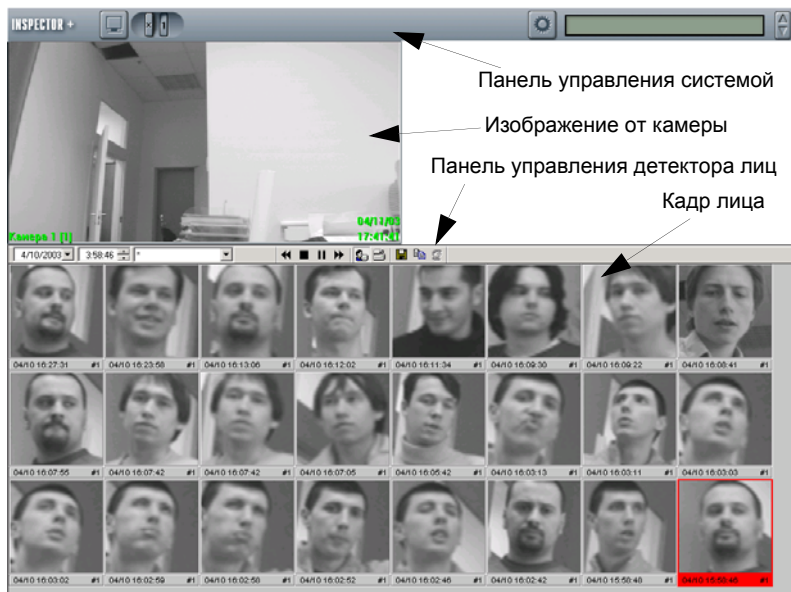 INSPECTOR +
× 1
Панель управления системой
Изображение от камеры
Панель управления детектора лиц
Кадр лица
04/11/03
Камера 1 [1]
17:41:41
4/10/2003 3:58:46 *
04/10 16:27:31 #1 04/10 16:23:58 #1 04/10 16:13:06 #1 04/10 16:12:02 #1 04/10 16:11:34 #1 04/10 16:09:30 #1 04/10 16:09:22 #1 04/10 16:08:41 #1
04/10 16:07:55 #1 04/10 16:07:42 #1 04/10 16:07:42 #1 04/10 16:07:05 #1 04/10 16:05:42 #1 04/10 16:03:13 #1 04/10 16:03:11 #1 04/10 16:03:03 #1
04/10 16:03:02 #1 04/10 16:02:59 #1 04/10 16:02:58 #1 04/10 16:02:52 #1 04/10 16:02:46 #1 04/10 16:02:42 #1 04/10 15:58:48 #1 04/10 15:58:46 #1